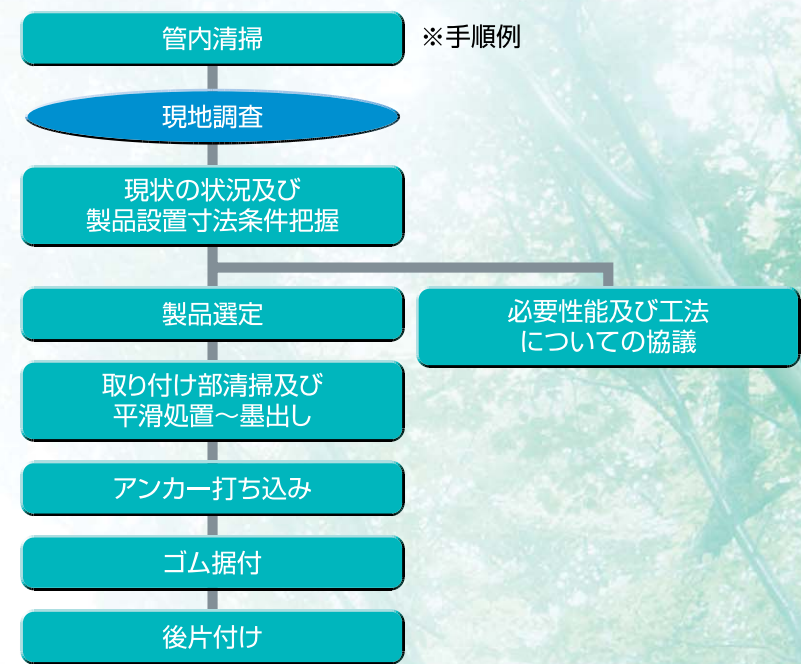 管内清掃
※手順例
現地調査
現状の状況及び
製品設置寸法条件把握
製品選定
必要性能及び工法
についての協議
取り付け部清掃及び
平滑処置～墨出し
アンカー打ち込み
ゴム据付
後片付け